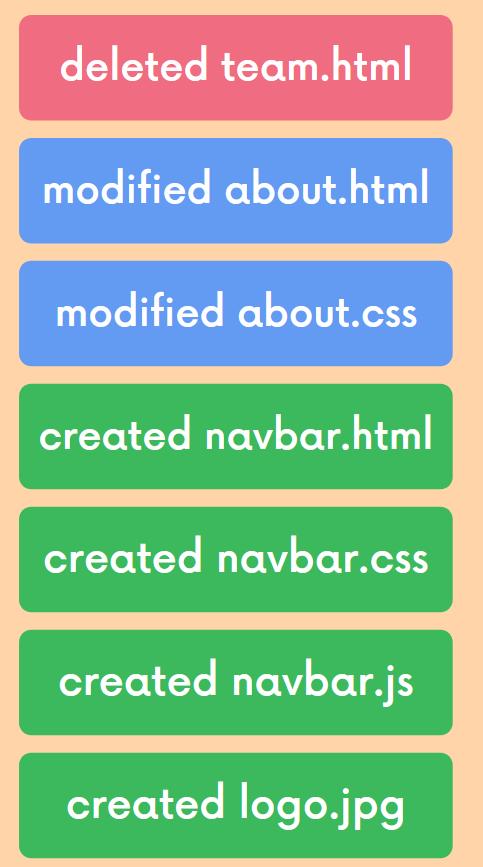 deleted team.html
modified about.html
modified about.css
created navbar.html
created navbar.css
created navbar.js
created logo.jpg